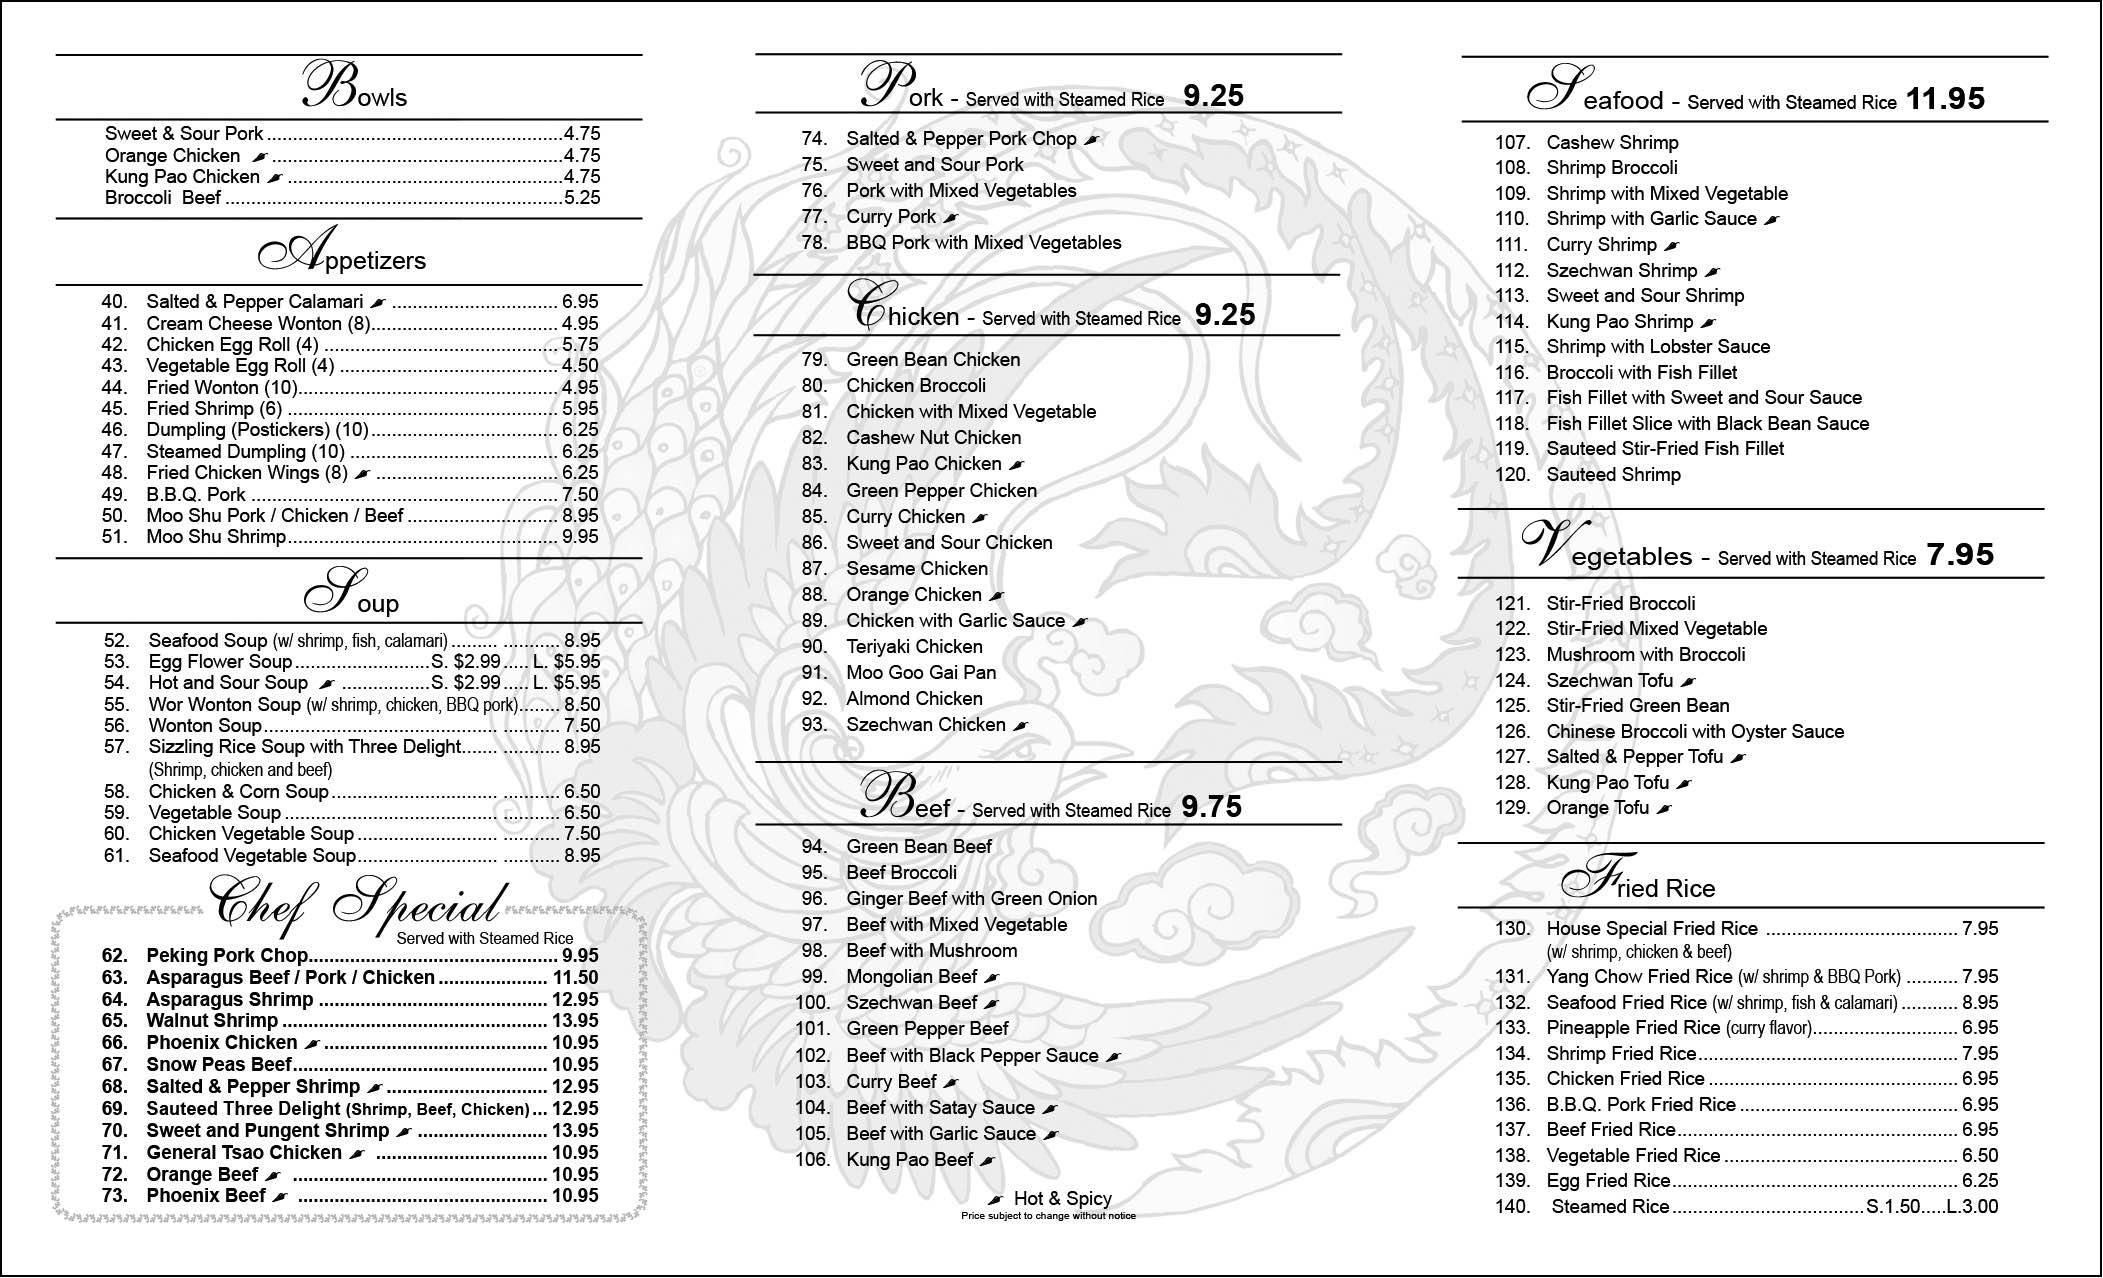 Bowls
Sweet & Sour Pork 4.75
Orange Chicken 4.75
Kung Pao Chicken 4.75
Broccoli Beef 5.25
Appetizers
40. Salted & Pepper Calamari 6.95
41. Cream Cheese Wonton (8) 4.95
42. Chicken Egg Roll (4) 5.75
43. Vegetable Egg Roll (4) 4.50
44. Fried Wonton (10) 4.95
45. Fried Shrimp (6) 5.95
46. Dumpling (Postickers) (10) 6.25
47. Steamed Dumpling (10) 6.25
48. Fried Chicken Wings (8) 6.25
49. B.B.Q. Pork 7.50
50. Moo Shu Pork / Chicken / Beef 8.95
51. Moo Shu Shrimp 9.95
Soup
52. Seafood Soup (w/ shrimp, fish, calamari) 8.95
53. Egg Flower Soup S. $2.99 L. $5.95
54. Hot and Sour Soup S. $2.99 L. $5.95
55. Wor Wonton Soup (w/ shrimp, chicken, BBQ pork) 8.50
56. Wonton Soup 7.50
57. Sizzling Rice Soup with Three Delight 8.95
(Shrimp, chicken and beef)
58. Chicken & Corn Soup 6.50
59. Vegetable Soup 6.50
60. Chicken Vegetable Soup 7.50
61. Seafood Vegetable Soup 8.95
Chef Special
Served with Steamed Rice
62. Peking Pork Chop 9.95
63. Asparagus Beef / Pork / Chicken 11.50
64. Asparagus Shrimp 12.95
65. Walnut Shrimp 13.95
66. Phoenix Chicken 10.95
67. Snow Peas Beef 10.95
68. Salted & Pepper Shrimp 12.95
69. Sauteed Three Delight (Shrimp, Beef, Chicken) 12.95
70. Sweet and Pungent Shrimp 13.95
71. General Tsao Chicken 10.95
72. Orange Beef 10.95
73. Phoenix Beef 10.95
Pork - Served with Steamed Rice 9.25
74. Salted & Pepper Pork Chop
75. Sweet and Sour Pork
76. Pork with Mixed Vegetables
77. Curry Pork
78. BBQ Pork with Mixed Vegetables
Chicken - Served with Steamed Rice 9.25
79. Green Bean Chicken
80. Chicken Broccoli
81. Chicken with Mixed Vegetable
82. Cashew Nut Chicken
83. Kung Pao Chicken
84. Green Pepper Chicken
85. Curry Chicken
86. Sweet and Sour Chicken
87. Sesame Chicken
88. Orange Chicken
89. Chicken with Garlic Sauce
90. Teriyaki Chicken
91. Moo Goo Gai Pan
92. Almond Chicken
93. Szechwan Chicken
Beef - Served with Steamed Rice 9.75
94. Green Bean Beef
95. Beef Broccoli
96. Ginger Beef with Green Onion
97. Beef with Mixed Vegetable
98. Beef with Mushroom
99. Mongolian Beef
100. Szechwan Beef
101. Green Pepper Beef
102. Beef with Black Pepper Sauce
103. Curry Beef
104. Beef with Satay Sauce
105. Beef with Garlic Sauce
106. Kung Pao Beef
Hot & Spicy
Price subject to change without notice
Seafood - Served with Steamed Rice 11.95
107. Cashew Shrimp
108. Shrimp Broccoli
109. Shrimp with Mixed Vegetable
110. Shrimp with Garlic Sauce
111. Curry Shrimp
112. Szechwan Shrimp
113. Sweet and Sour Shrimp
114. Kung Pao Shrimp
115. Shrimp with Lobster Sauce
116. Broccoli with Fish Fillet
117. Fish Fillet with Sweet and Sour Sauce
118. Fish Fillet Slice with Black Bean Sauce
119. Sauteed Stir-Fried Fish Fillet
120. Sauteed Shrimp
Vegetables - Served with Steamed Rice 7.95
121. Stir-Fried Broccoli
122. Stir-Fried Mixed Vegetable
123. Mushroom with Broccoli
124. Szechwan Tofu
125. Stir-Fried Green Bean
126. Chinese Broccoli with Oyster Sauce
127. Salted & Pepper Tofu
128. Kung Pao Tofu
129. Orange Tofu
Fried Rice
130. House Special Fried Rice 7.95
(w/ shrimp, chicken & beef)
131. Yang Chow Fried Rice (w/ shrimp & BBQ Pork) 7.95
132. Seafood Fried Rice (w/ shrimp, fish & calamari) 8.95
133. Pineapple Fried Rice (curry flavor) 6.95
134. Shrimp Fried Rice 7.95
135. Chicken Fried Rice 6.95
136. B.B.Q. Pork Fried Rice 6.95
137. Beef Fried Rice 6.95
138. Vegetable Fried Rice 6.50
139. Egg Fried Rice 6.25
140. Steamed Rice S.1.50 L.3.00